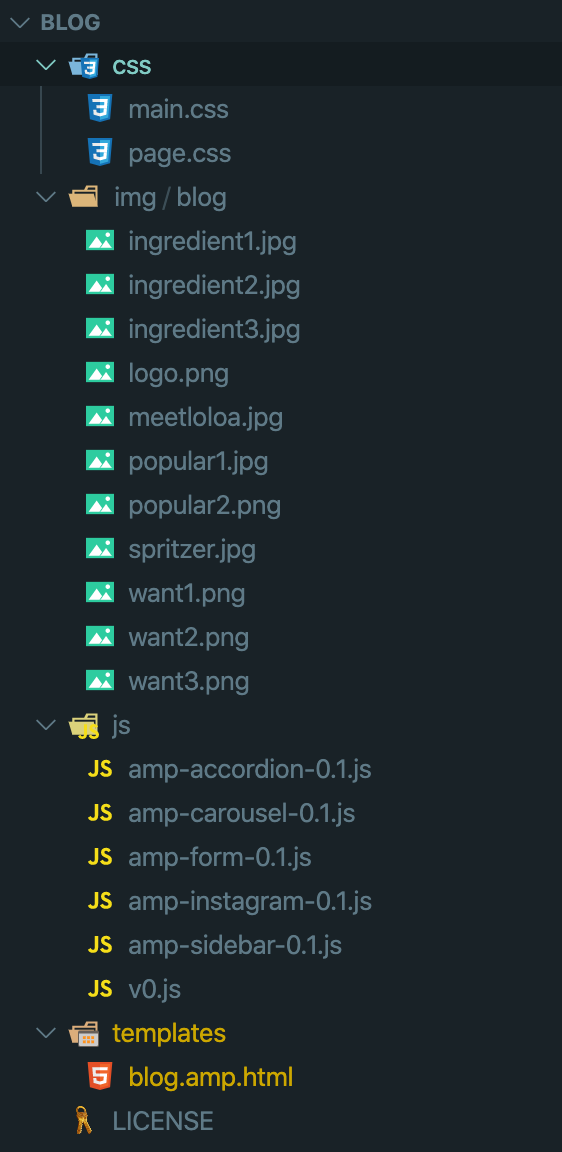 BLOG
css
main.css
page.css
img / blog
ingredient1.jpg
ingredient2.jpg
ingredient3.jpg
logo.png
meetloloa.jpg
popular1.jpg
popular2.png
spritzer.jpg
want1.png
want2.png
want3.png
js
JS amp-accordion-0.1.js
JS amp-carousel-0.1.js
JS amp-form-0.1.js
JS amp-instagram-0.1.js
JS amp-sidebar-0.1.js
JS v0.js
templates
blog.amp.html
LICENSE